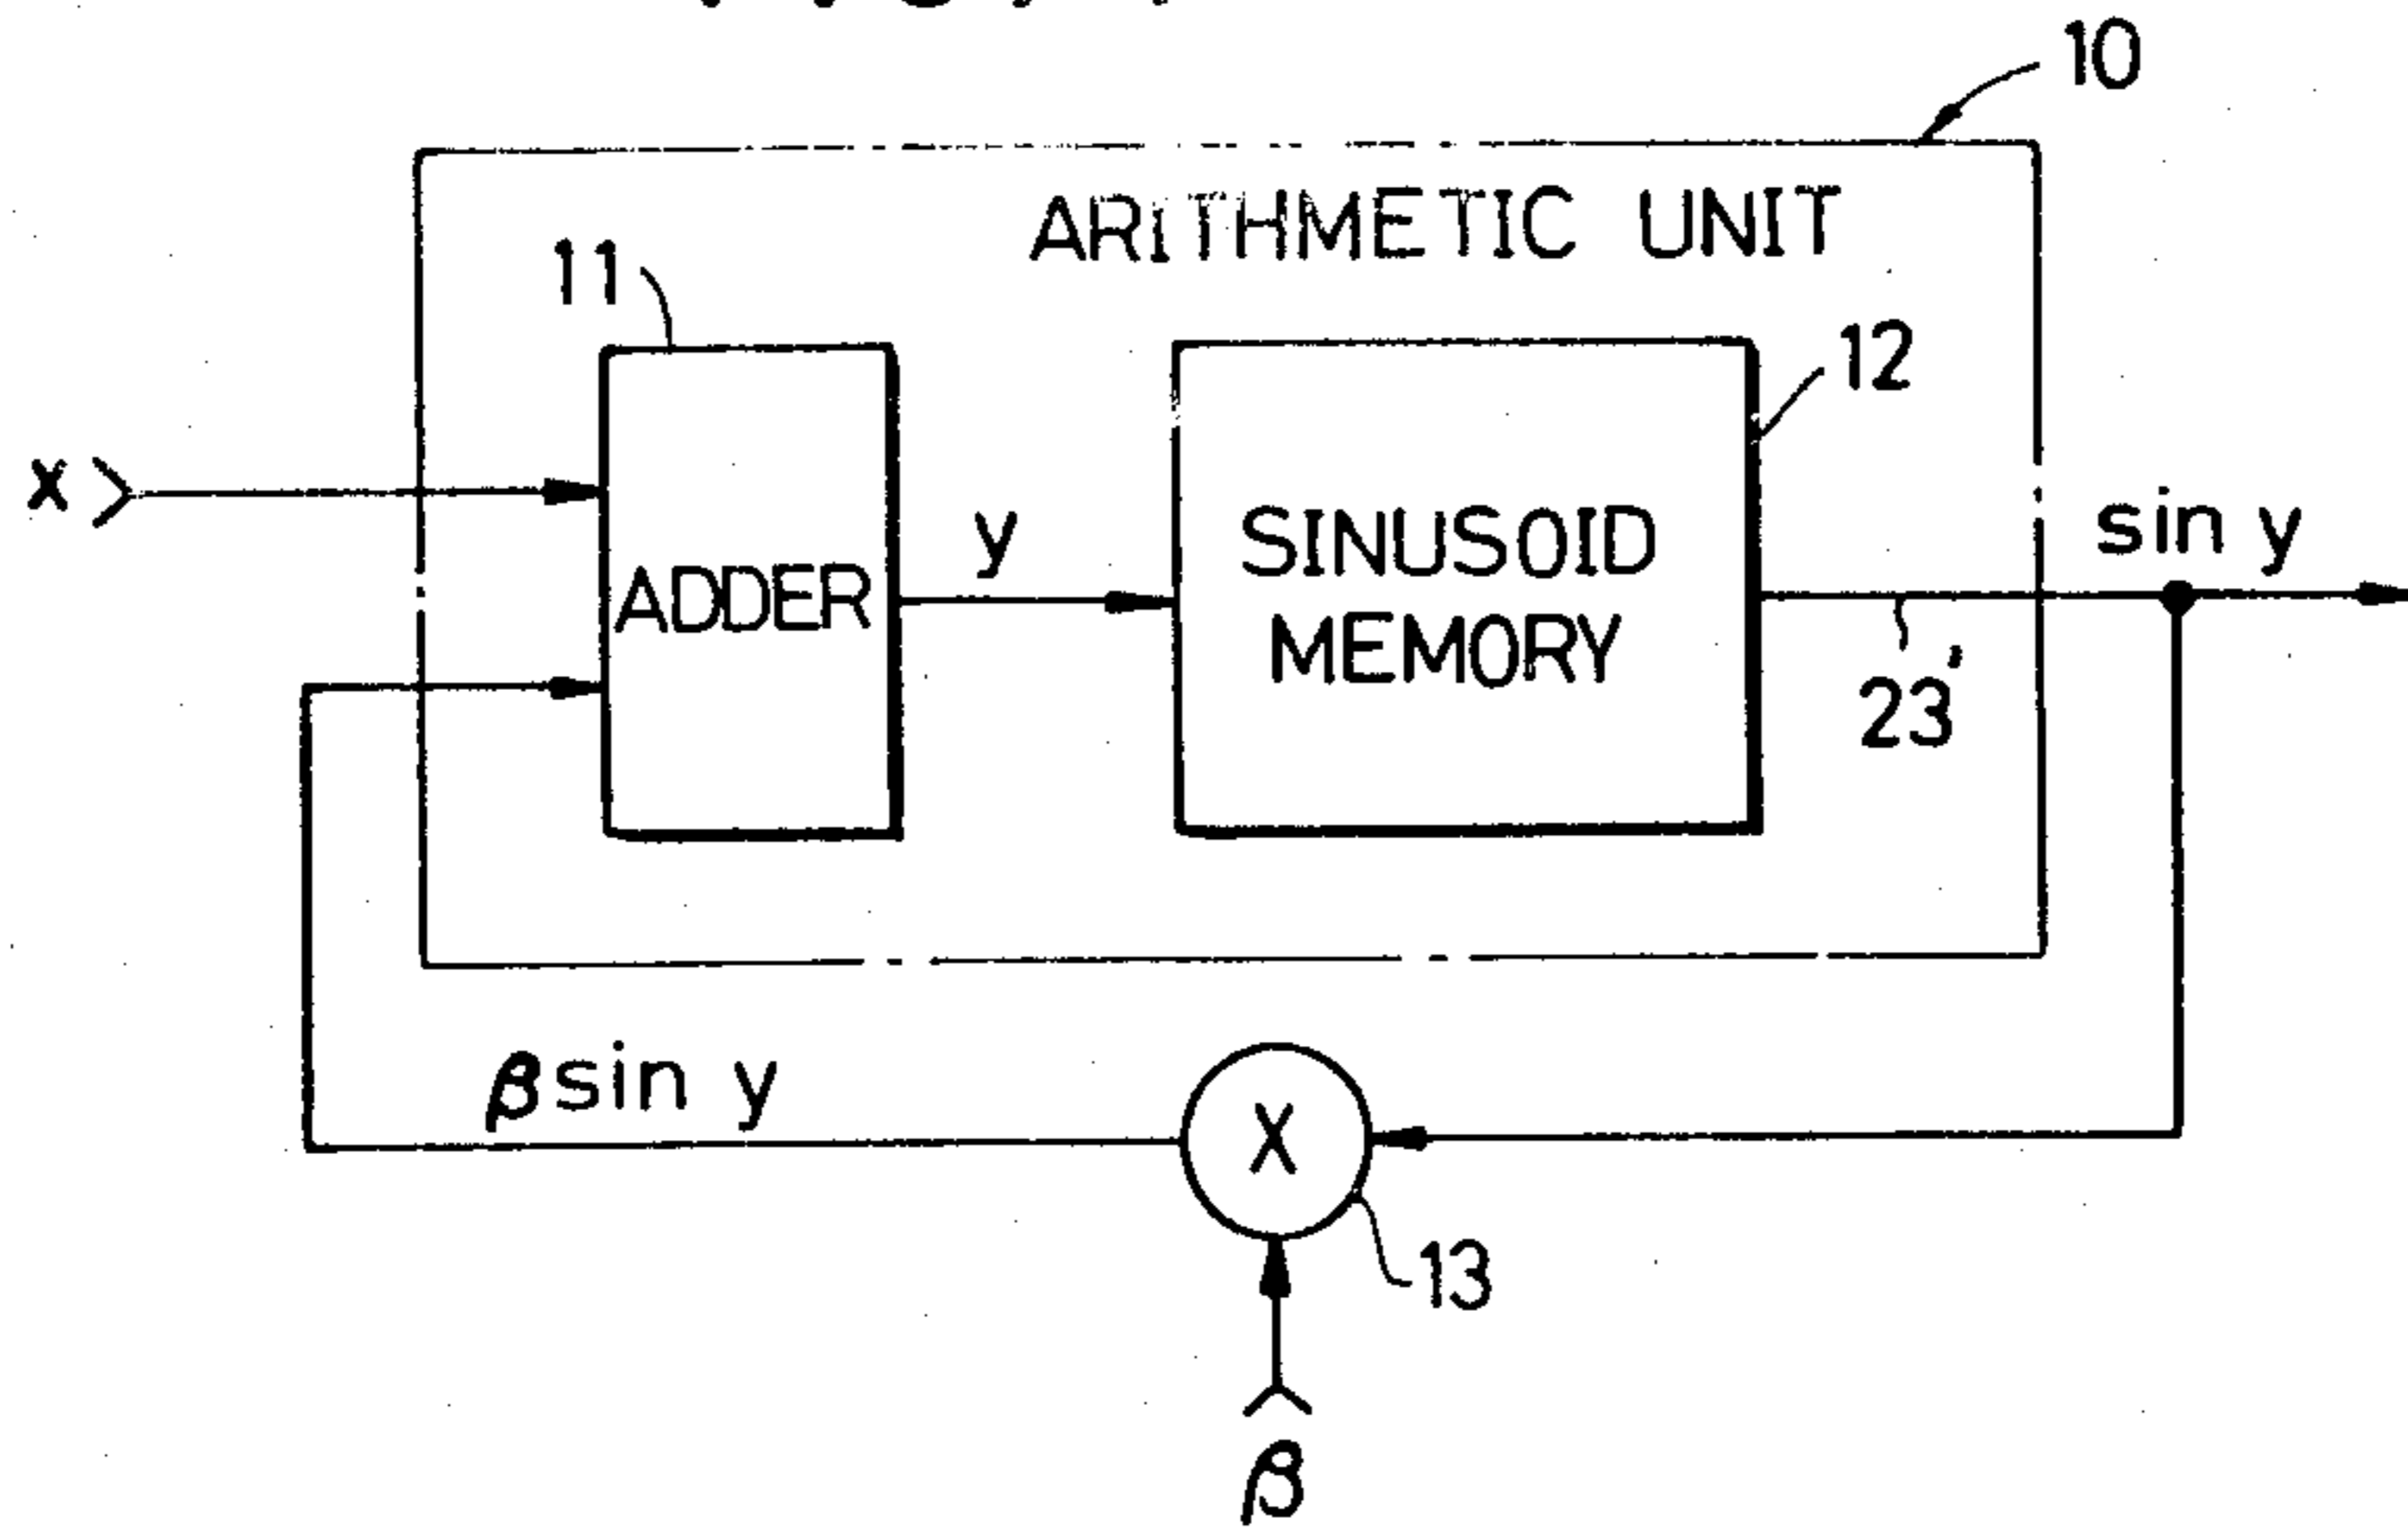 10
ARITHMETIC UNIT
11
12
x
y
sin y
ADDER
SINUSOID
MEMORY
23'
βsin y
X
13
β